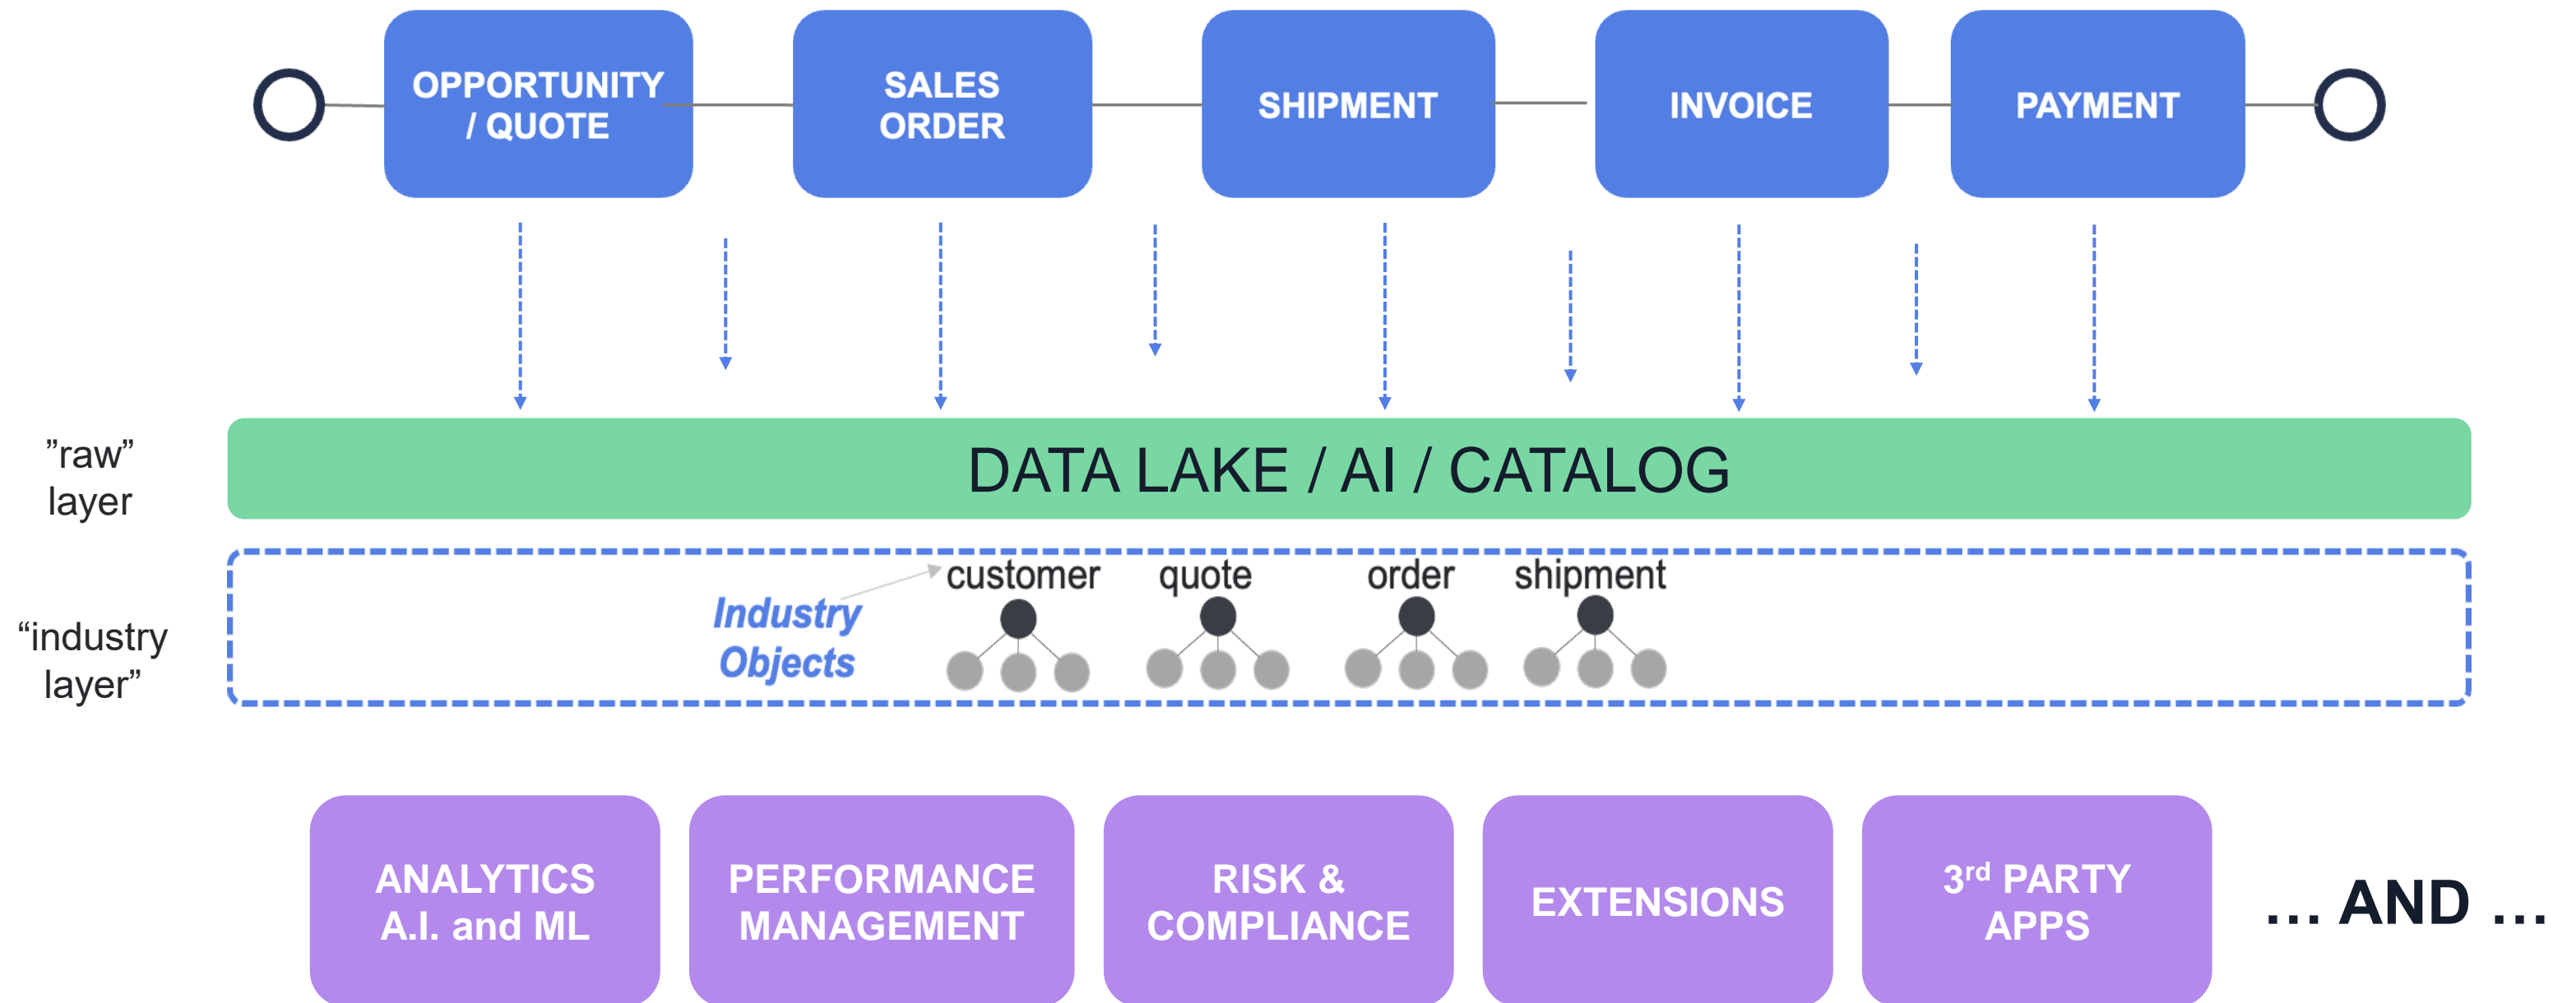 OPPORTUNITY
/ QUOTE
SALES
ORDER
SHIPMENT
INVOICE
PAYMENT
”raw”
layer
DATA LAKE / AI / CATALOG
“industry
layer”
Industry
Objects
customer
quote
order
shipment
ANALYTICS
A.I. and ML
PERFORMANCE
MANAGEMENT
RISK &
COMPLIANCE
EXTENSIONS
3rd PARTY
APPS
... AND ...